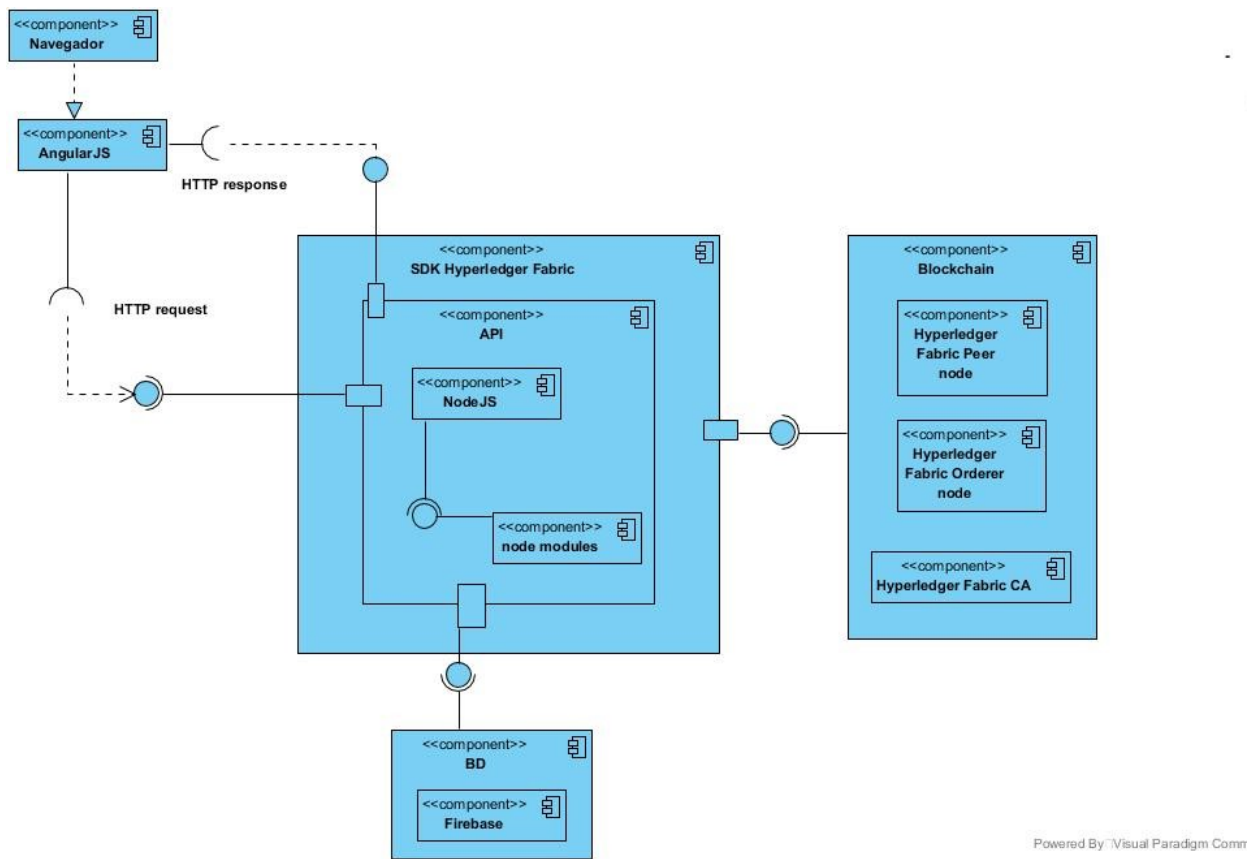 <<component>>
Navegador
<<component>>
AngularJS
HTTP response
HTTP request
<<component>>
SDK Hyperledger Fabric
<<component>>
API
<<component>>
NodeJS
<<component>>
node modules
<<component>>
Blockchain
<<component>>
Hyperledger
Fabric Peer
node
<<component>>
Hyperledger
Fabric Orderer
node
<<component>>
Hyperledger Fabric CA
<<component>>
BD
<<component>>
Firebase
Powered By Visual Paradigm Comm